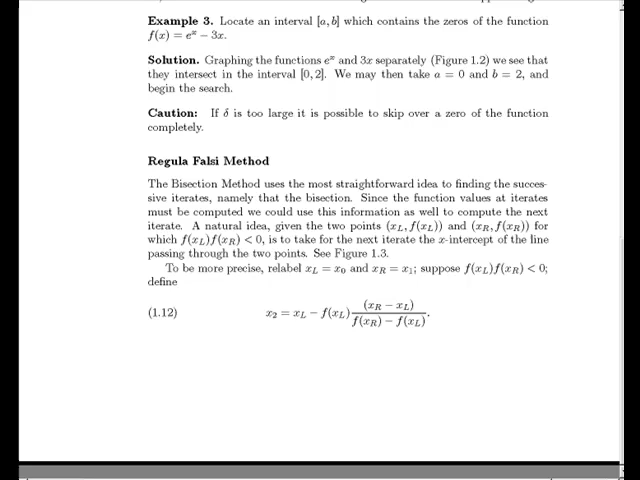 Example 3. Locate an interval [a, b] which contains the zeros of the function
f(x) = eˣ − 3x.
Solution. Graphing the functions eˣ and 3x separately (Figure 1.2) we see that
they intersect in the interval [0, 2]. We may then take a = 0 and b = 2, and
begin the search.
Caution: If δ is too large it is possible to skip over a zero of the function
completely.
Regula Falsi Method
The Bisection Method uses the most straightforward idea to finding the succes-
sive iterates, namely that the bisection. Since the function values at iterates
must be computed we could use this information as well to compute the next
iterate. A natural idea, given the two points (x_L, f(x_L)) and (x_R, f(x_R)) for
which f(x_L)f(x_R) < 0, is to take for the next iterate the x-intercept of the line
passing through the two points. See Figure 1.3.
To be more precise, relabel x_L = x₀ and x_R = x₁; suppose f(x_L)f(x_R) < 0;
define
(1.12) x₂ = x_L − f(x_L) (x_R − x_L) / f(x_R) − f(x_L) .